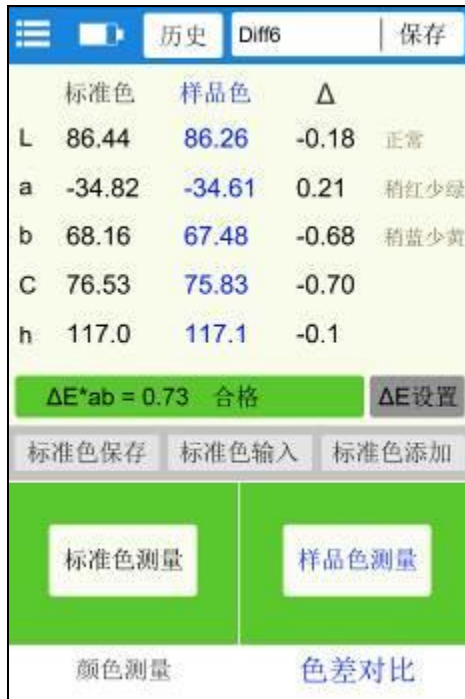 历史 Diff6 保存
标准色 样品色 Δ
L 86.44 86.26 -0.18 正常
a -34.82 -34.61 0.21 稍红少绿
b 68.16 67.48 -0.68 稍蓝少黄
C 76.53 75.83 -0.70
h 117.0 117.1 -0.1
ΔE*ab = 0.73 合格 ΔE设置
标准色保存 标准色输入 标准色添加
标准色测量 样品色测量
颜色测量 色差对比